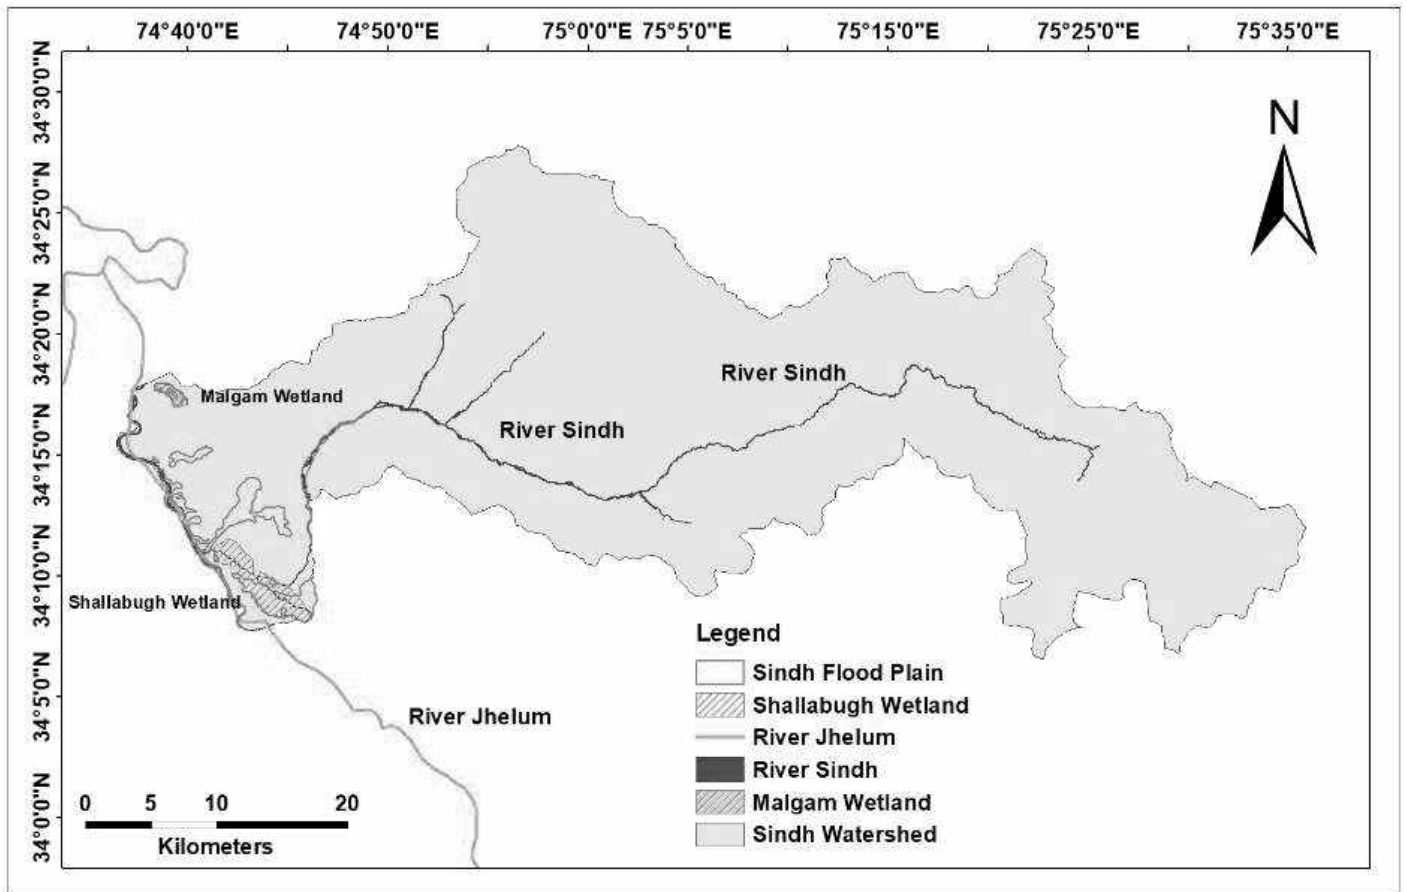 74°40'0"E 74°50'0"E 75°0'0"E 75°5'0"E 75°15'0"E 75°25'0"E 75°35'0"E
34°30'0"N
34°25'0"N
34°20'0"N
34°15'0"N
34°10'0"N
34°5'0"N
34°0'0"N
N
River Sindh
Malgam Wetland
River Sindh
Shallabugh Wetland
River Jhelum
Legend
Sindh Flood Plain
Shallabugh Wetland
River Jhelum
River Sindh
Malgam Wetland
Sindh Watershed
0 5 10 20
Kilometers